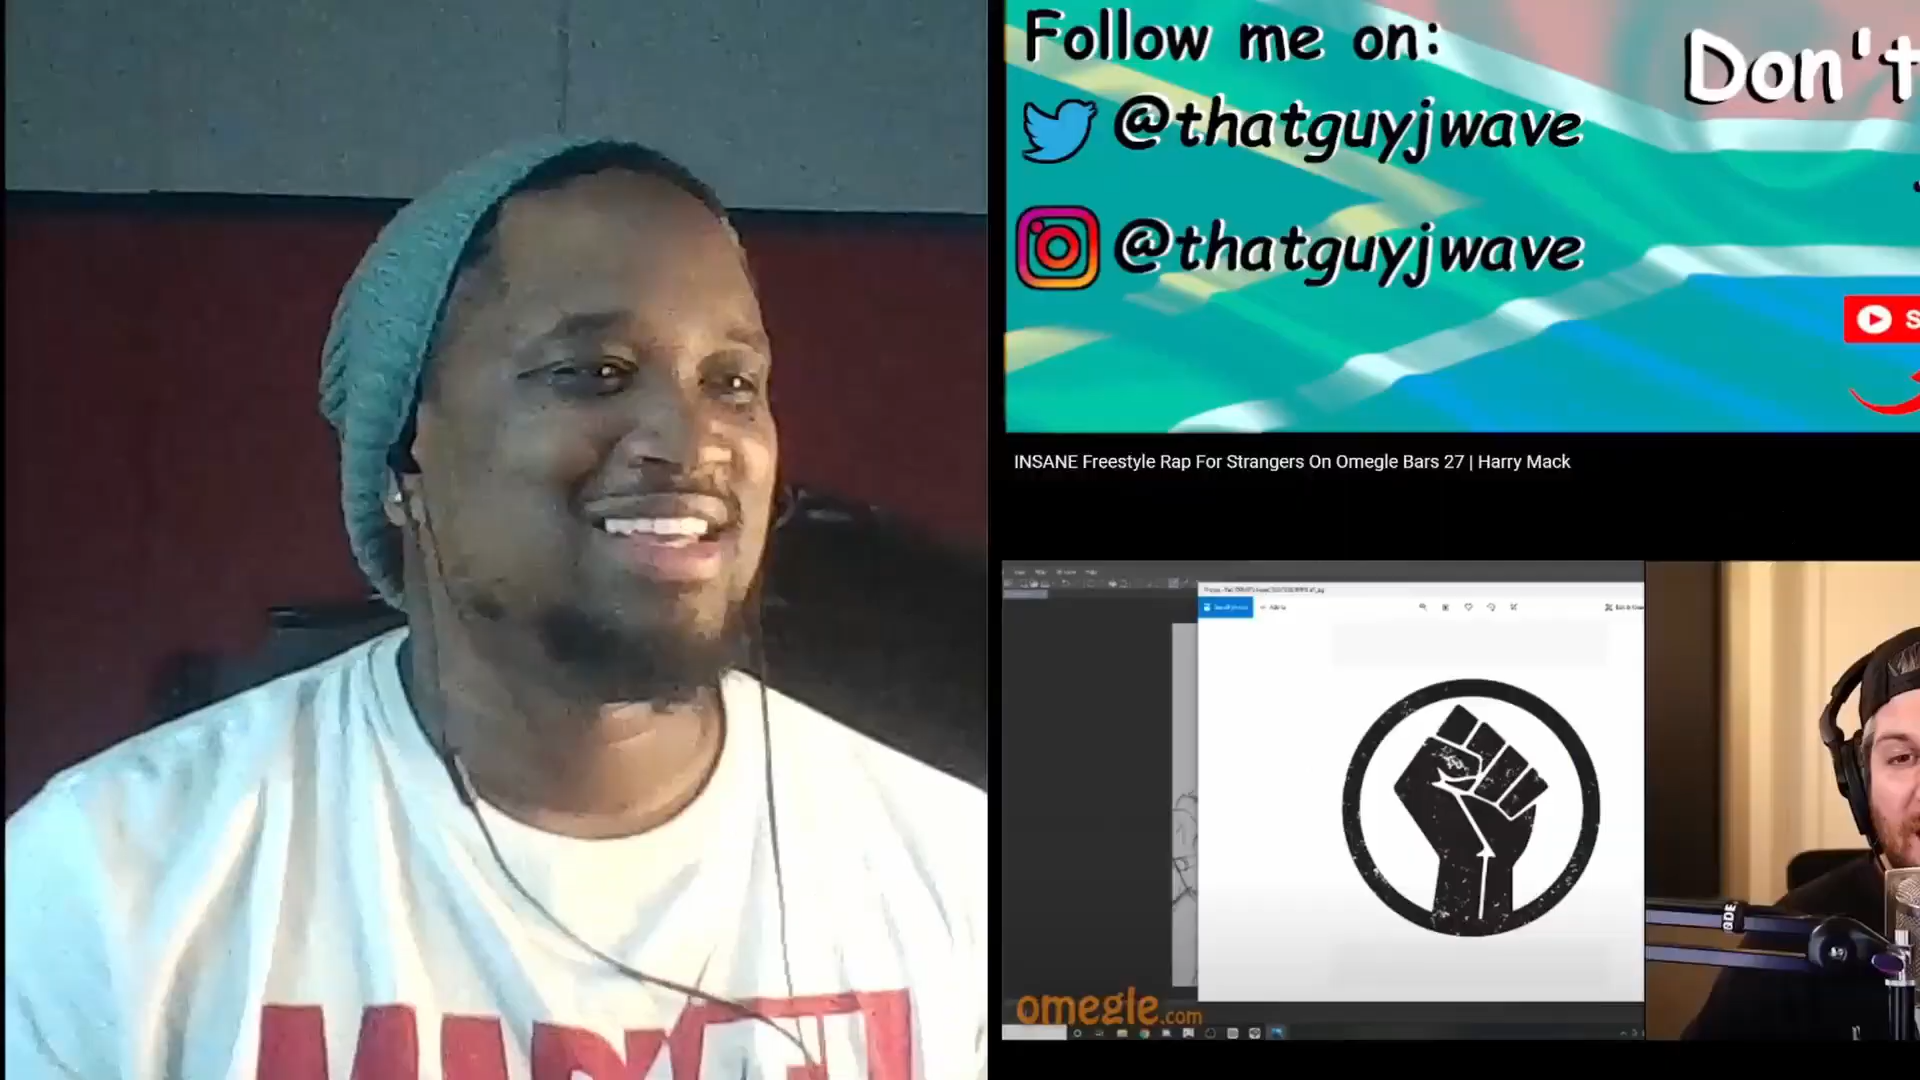 Follow me on:
Don't
@thatguyjwave
@thatguyjwave
S
INSANE Freestyle Rap For Strangers On Omegle Bars 27 | Harry Mack
omegle.com